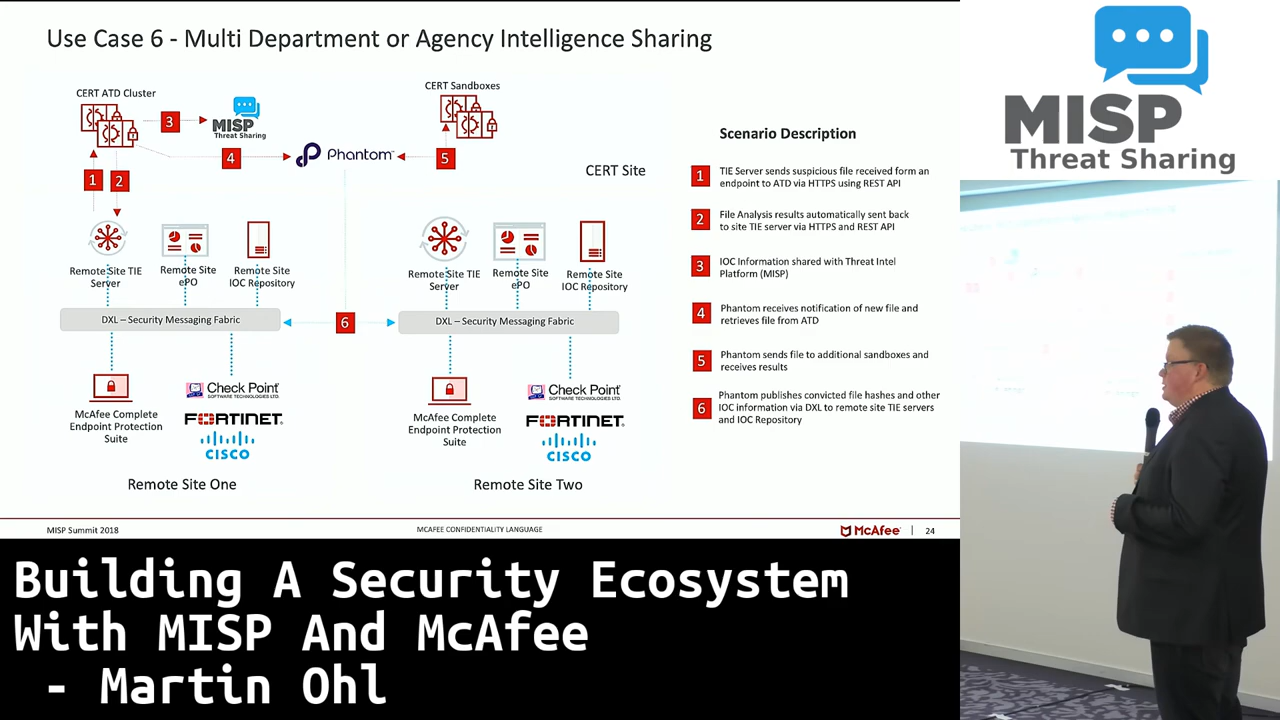 Use Case 6 - Multi Department or Agency Intelligence Sharing
CERT ATD Cluster
CERT Sandboxes
3
MISP
Threat Sharing
4
Phantom
5
CERT Site
1
2
Remote Site TIE
Server
Remote Site
ePO
Remote Site
IOC Repository
Remote Site TIE
Server
Remote Site
ePO
Remote Site
IOC Repository
DXL – Security Messaging Fabric
6
DXL – Security Messaging Fabric
McAfee Complete
Endpoint Protection
Suite
Check Point
SOFTWARE TECHNOLOGIES LTD.
FORTINET
CISCO
McAfee Complete
Endpoint Protection
Suite
Check Point
SOFTWARE TECHNOLOGIES LTD.
FORTINET
CISCO
Remote Site One
Remote Site Two
Scenario Description
1
TIE Server sends suspicious file received form an
endpoint to ATD via HTTPS using REST API
2
File Analysis results automatically sent back
to site TIE server via HTTPS and REST API
3
IOC Information shared with Threat Intel
Platform (MISP)
4
Phantom receives notification of new file and
retrieves file from ATD
5
Phantom sends file to additional sandboxes and
receives results
6
Phantom publishes convicted file hashes and other
IOC information via DXL to remote site TIE servers
and IOC Repository
MISP Summit 2018
MCAFEE CONFIDENTIALITY LANGUAGE
McAfee
24
MISP
Threat Sharing
Building A Security Ecosystem
With MISP And McAfee
- Martin Ohl